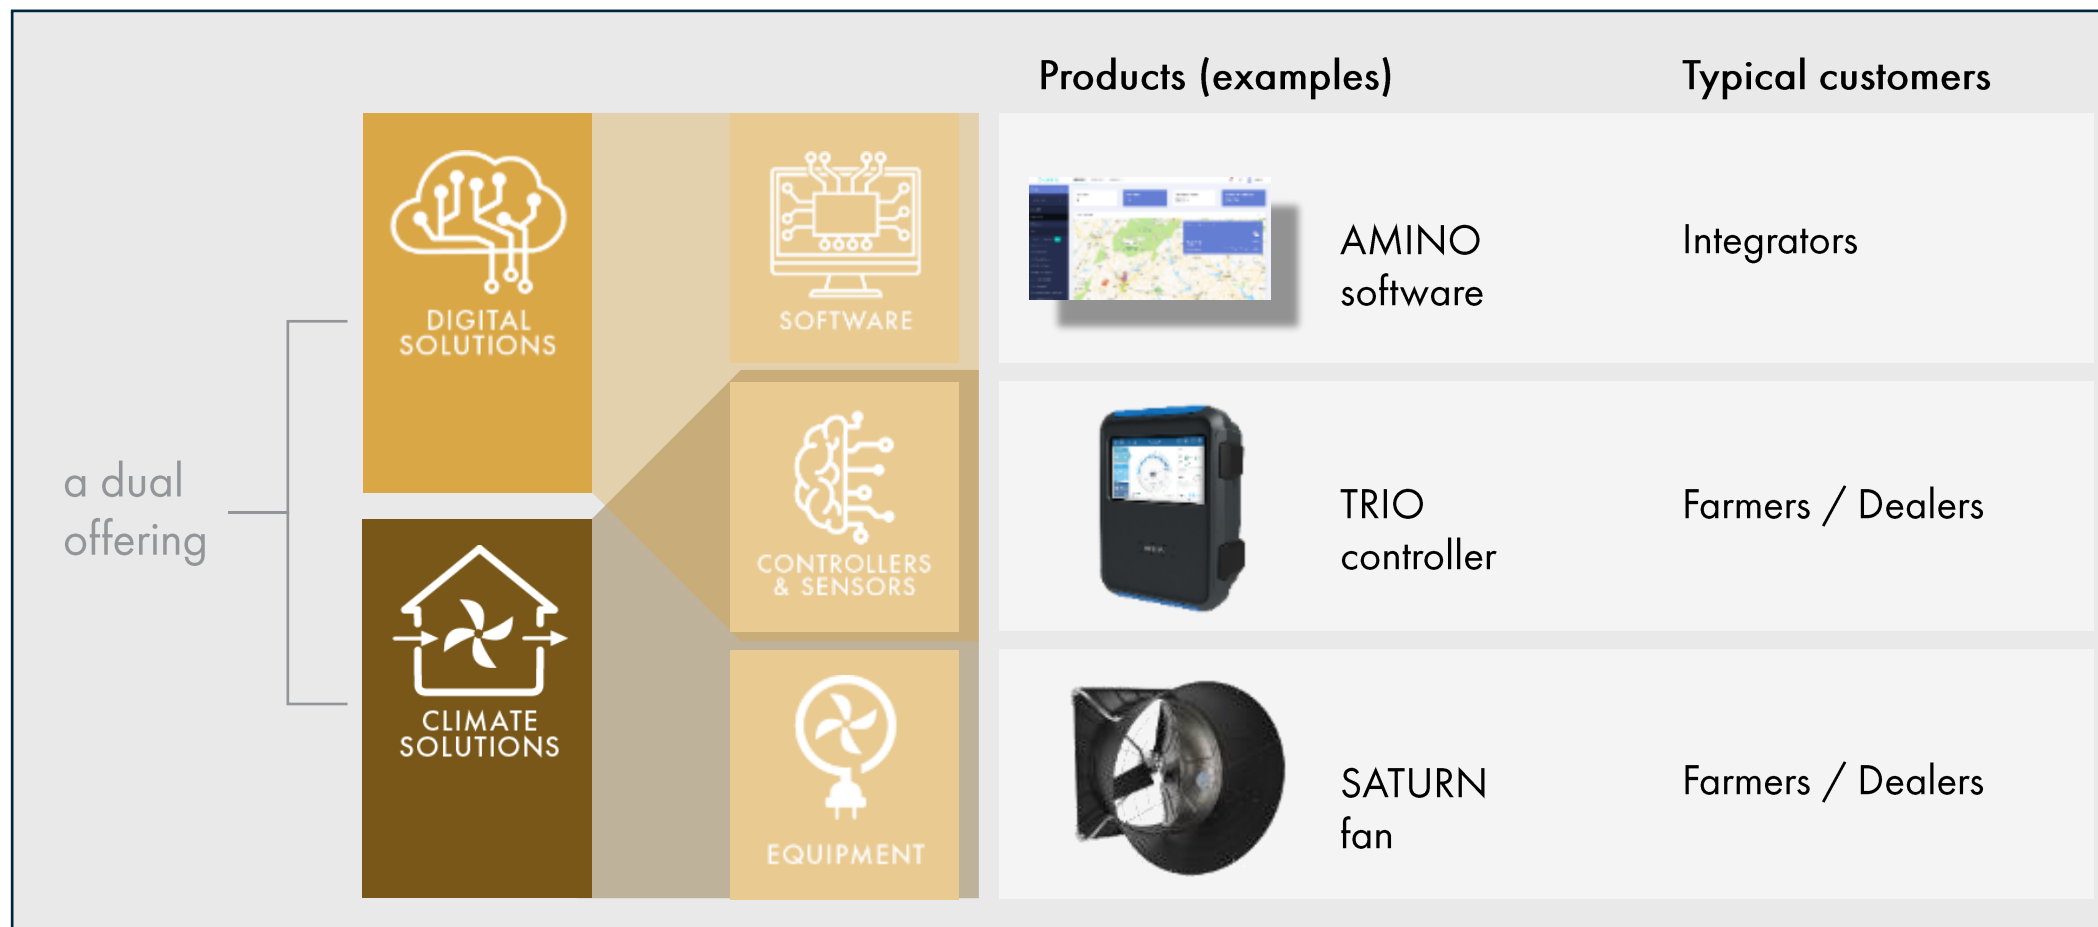 Products (examples)
Typical customers
DIGITAL
SOLUTIONS
SOFTWARE
AMINO
software
Integrators
a dual
offering
CONTROLLERS
& SENSORS
TRIO
controller
Farmers / Dealers
CLIMATE
SOLUTIONS
EQUIPMENT
SATURN
fan
Farmers / Dealers